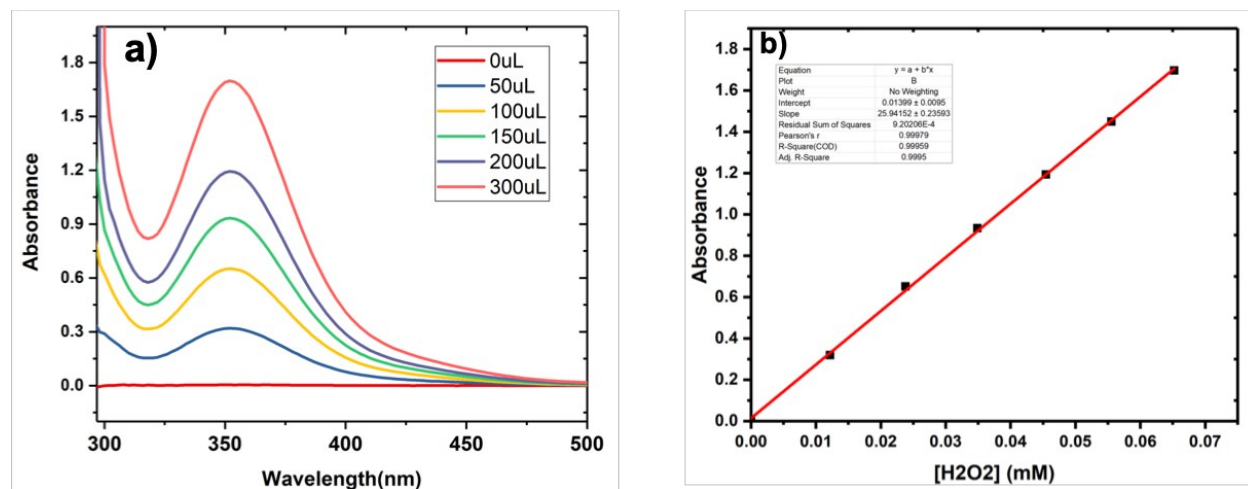 a)
0uL
50uL
100uL
150uL
200uL
300uL
1.8
1.5
1.2
0.9
0.6
0.3
0.0
Absorbance
300 350 400 450 500
Wavelength(nm)
b)
Equation y = a + b*x
Plot B
Weight No Weighting
Intercept 0.01399 ± 0.0095
Slope 25.94152 ± 0.23593
Residual Sum of Squares 9.20206E-4
Pearson's r 0.99979
R-Square(COD) 0.99959
Adj. R-Square 0.9995
1.8
1.6
1.4
1.2
1.0
0.8
0.6
0.4
0.2
0.0
Absorbance
0.00 0.01 0.02 0.03 0.04 0.05 0.06 0.07
[H2O2] (mM)